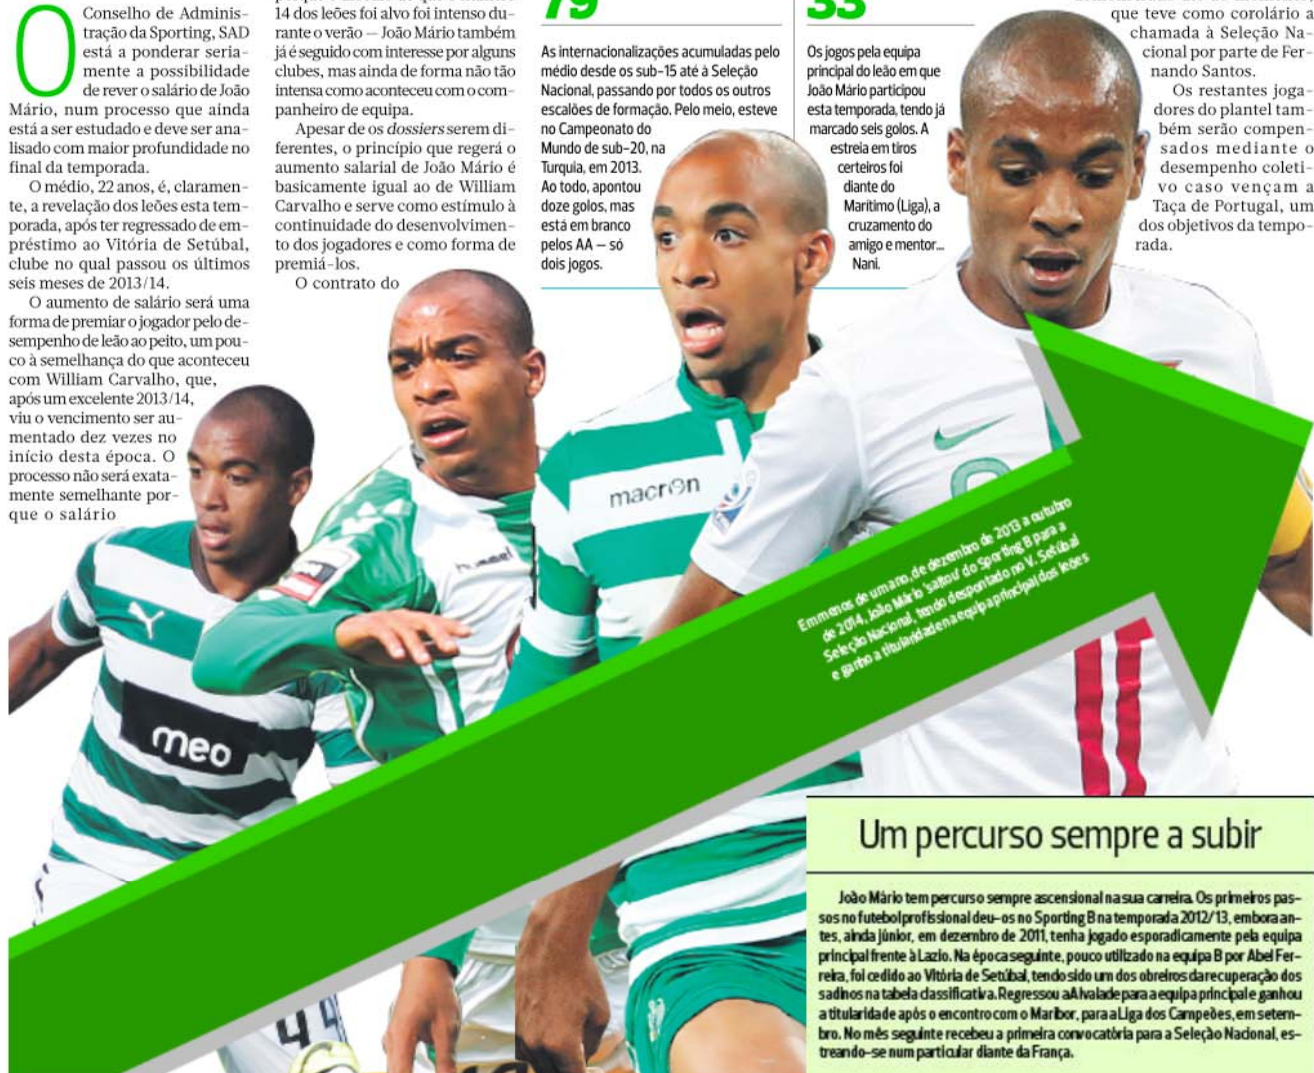 O Conselho de Adminis-
tração da Sporting, SAD
está a ponderar seria-
mente a possibilidade
de rever o salário de João
Mário, num processo que ainda
está a ser estudado e deve ser ana-
lisado com maior profundidade no
final da temporada.
O médio, 22 anos, é, claramen-
te, a revelação dos leões esta tem-
porada, após ter regressado de em-
préstimo ao Vitória de Setúbal,
clube no qual passou os últimos
seis meses de 2013/14.
O aumento de salário será uma
forma de premiar o jogador pelo de-
sempenho de leão ao peito, um pou-
co à semelhança do que aconteceu
com William Carvalho, que,
após um excelente 2013/14,
viu o vencimento ser au-
mentado dez vezes no
início desta época. O
processo não será exata-
mente semelhante por-
que o salário
14 dos leões foi alvo foi intenso du-
rante o verão — João Mário também
já é seguido com interesse por alguns
clubes, mas ainda de forma não tão
intensa como aconteceu com o com-
panheiro de equipa.
Apesar de os dossiers serem di-
ferentes, o princípio que regerá o
aumento salarial de João Mário é
basicamente igual ao de William
Carvalho e serve como estímulo à
continuidade do desenvolvimen-
to dos jogadores e como forma de
premiá-los.
O contrato do
79
As internacionalizações acumuladas pelo
médio desde os sub-15 até à Seleção
Nacional, passando por todos os outros
escalões de formação. Pelo meio, esteve
no Campeonato do
Mundo de sub-20, na
Turquia, em 2013.
Ao todo, apontou
doze golos, mas
está em branco
pelos AA — só
dois jogos.
33
Os jogos pela equipa
principal do leão em que
João Mário participou
esta temporada, tendo já
marcado seis golos. A
estreia em tiros
certeiros foi
diante do
Marítimo (Liga), a
cruzamento do
amigo e mentor...
Nani.
que teve como corolário a
chamada à Seleção Na-
cional por parte de Fer-
nando Santos.
Os restantes joga-
dores do plantel tam-
bém serão compen-
sados mediante o
desempenho coleti-
vo caso vençam a
Taça de Portugal, um
dos objetivos da tempo-
rada.
macron
hummel
meo
Em menos de um ano, de dezembro de 2013 a outubro
de 2014, João Mário 'saltou' do Sporting B para a
Seleção Nacional, tendo despontado no V. Setúbal
e ganho a titularidade na equipa principal dos leões
44
Um percurso sempre a subir
João Mário tem percurso sempre ascensional na sua carreira. Os primeiros pas-
sos no futebol profissional deu-os no Sporting B na temporada 2012/13, embora an-
tes, ainda júnior, em dezembro de 2011, tenha jogado esporadicamente pela equipa
principal frente à Lazio. Na época seguinte, pouco utilizado na equipa B por Abel Fer-
reira, foi cedido ao Vitória de Setúbal, tendo sido um dos obreiros da recuperação dos
sadinos na tabela classificativa. Regressou a Alvalade para a equipa principal e ganhou
a titularidade após o encontro com o Maribor, para a Liga dos Campeões, em setem-
bro. No mês seguinte recebeu a primeira convocatória para a Seleção Nacional, es-
treando-se num particular diante da França.